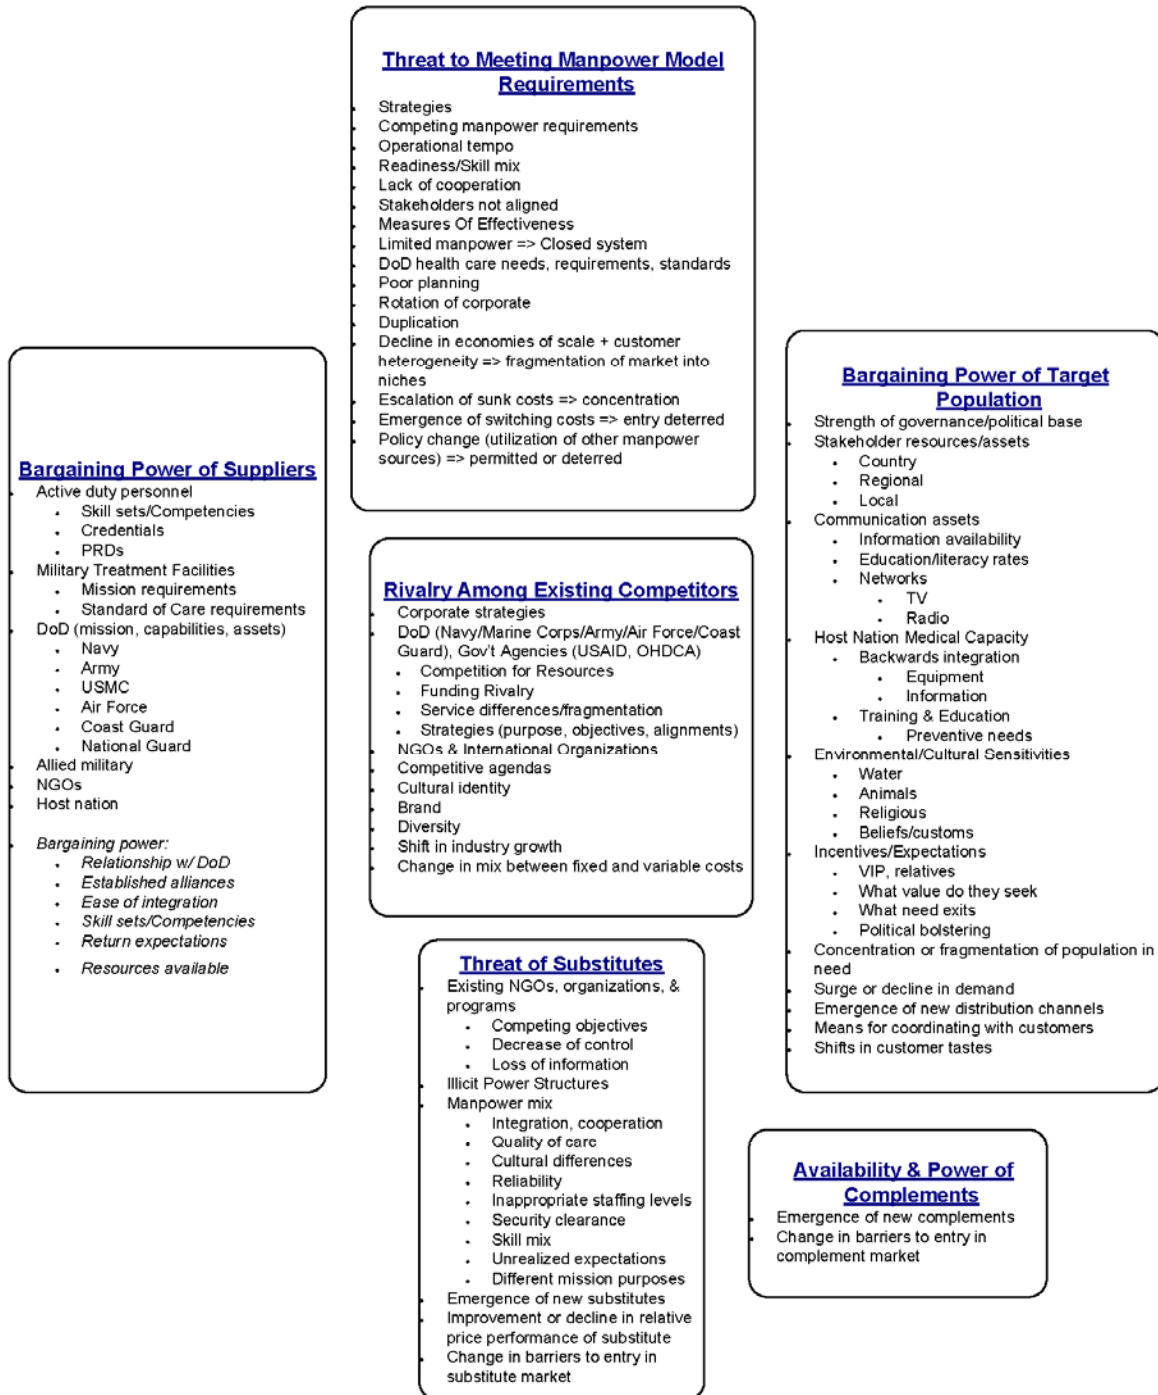 Threat to Meeting Manpower Model
Requirements
Strategies
Competing manpower requirements
Operational tempo
Readiness/Skill mix
Lack of cooperation
Stakeholders not aligned
Measures Of Effectiveness
Limited manpower => Closed system
DoD health care needs, requirements, standards
Poor planning
Rotation of corporate
Duplication
Decline in economies of scale + customer
heterogeneity => fragmentation of market into
niches
Escalation of sunk costs => concentration
Emergence of switching costs => entry deterred
Policy change (utilization of other manpower
sources) => permitted or deterred
Bargaining Power of Suppliers
Active duty personnel
Skill sets/Competencies
Credentials
PRDs
Military Treatment Facilities
Mission requirements
Standard of Care requirements
DoD (mission, capabilities, assets)
Navy
Army
USMC
Air Force
Coast Guard
National Guard
Allied military
NGOs
Host nation
Bargaining power:
Relationship w/ DoD
Established alliances
Ease of integration
Skill sets/Competencies
Return expectations
Resources available
Rivalry Among Existing Competitors
Corporate strategies
DoD (Navy/Marine Corps/Army/Air Force/Coast
Guard), Gov't Agencies (USAID, OHDCA)
Competition for Resources
Funding Rivalry
Service differences/fragmentation
Strategies (purpose, objectives, alignments)
NGOs & International Organizations
Competitive agendas
Cultural identity
Brand
Diversity
Shift in industry growth
Change in mix between fixed and variable costs
Bargaining Power of Target
Population
Strength of governance/political base
Stakeholder resources/assets
Country
Regional
Local
Communication assets
Information availability
Education/literacy rates
Networks
TV
Radio
Host Nation Medical Capacity
Backwards integration
Equipment
Information
Training & Education
Preventive needs
Environmental/Cultural Sensitivities
Water
Animals
Religious
Beliefs/customs
Incentives/Expectations
VIP, relatives
What value do they seek
What need exits
Political bolstering
Concentration or fragmentation of population in
need
Surge or decline in demand
Emergence of new distribution channels
Means for coordinating with customers
Shifts in customer tastes
Threat of Substitutes
Existing NGOs, organizations, &
programs
Competing objectives
Decrease of control
Loss of information
Illicit Power Structures
Manpower mix
Integration, cooperation
Quality of care
Cultural differences
Reliability
Inappropriate staffing levels
Security clearance
Skill mix
Unrealized expectations
Different mission purposes
Emergence of new substitutes
Improvement or decline in relative
price performance of substitute
Change in barriers to entry in
substitute market
Availability & Power of
Complements
Emergence of new complements
Change in barriers to entry in
complement market